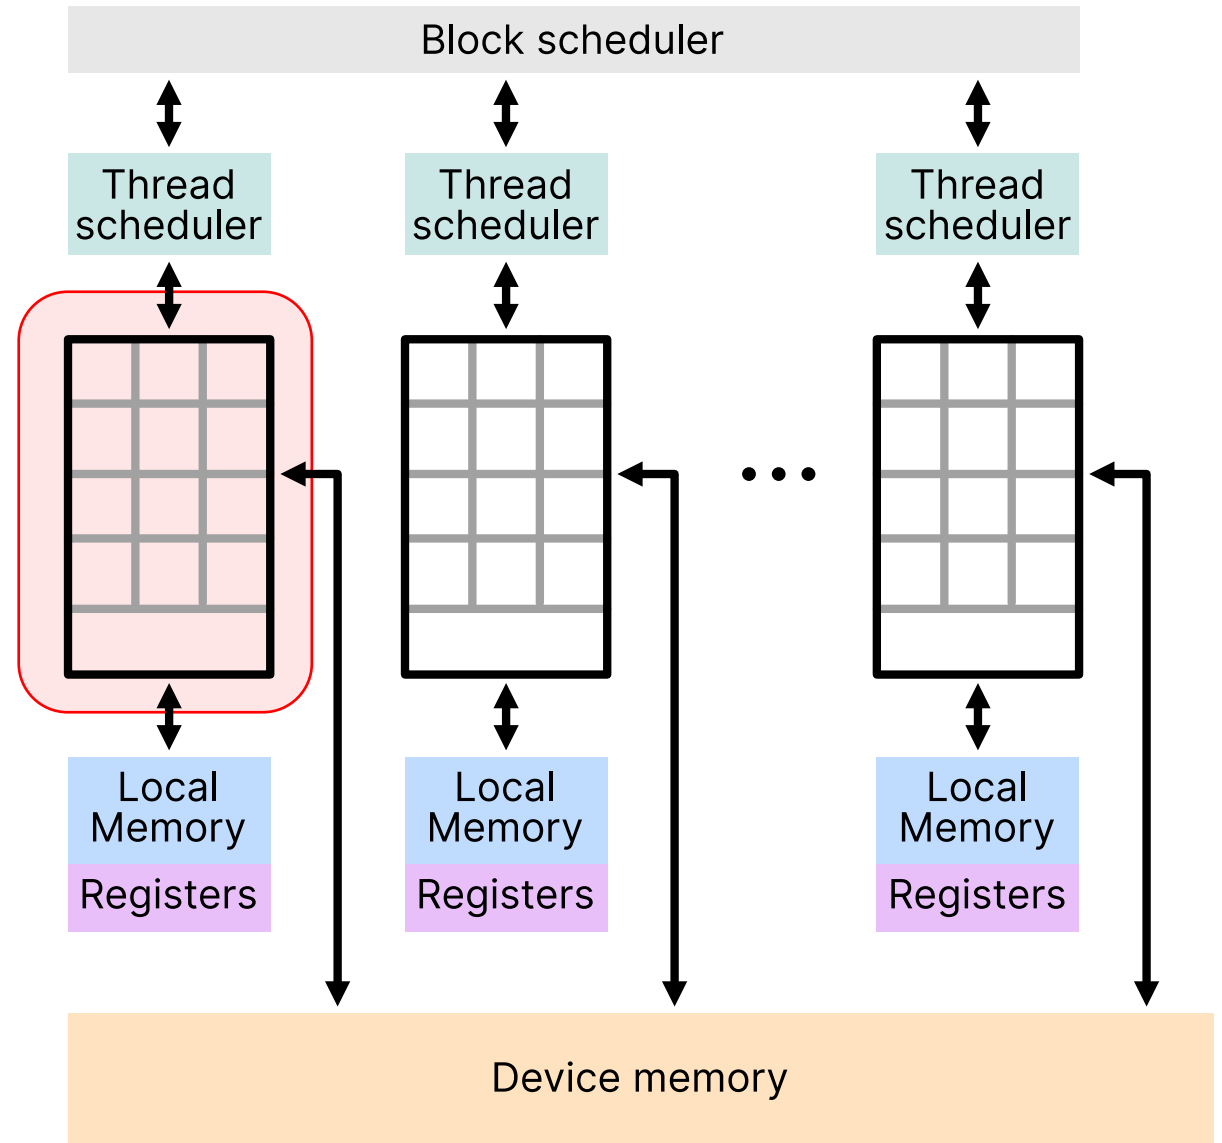 Block scheduler
Thread
scheduler
Thread
scheduler
Thread
scheduler
Local
Memory
Registers
Local
Memory
Registers
Local
Memory
Registers
Device memory